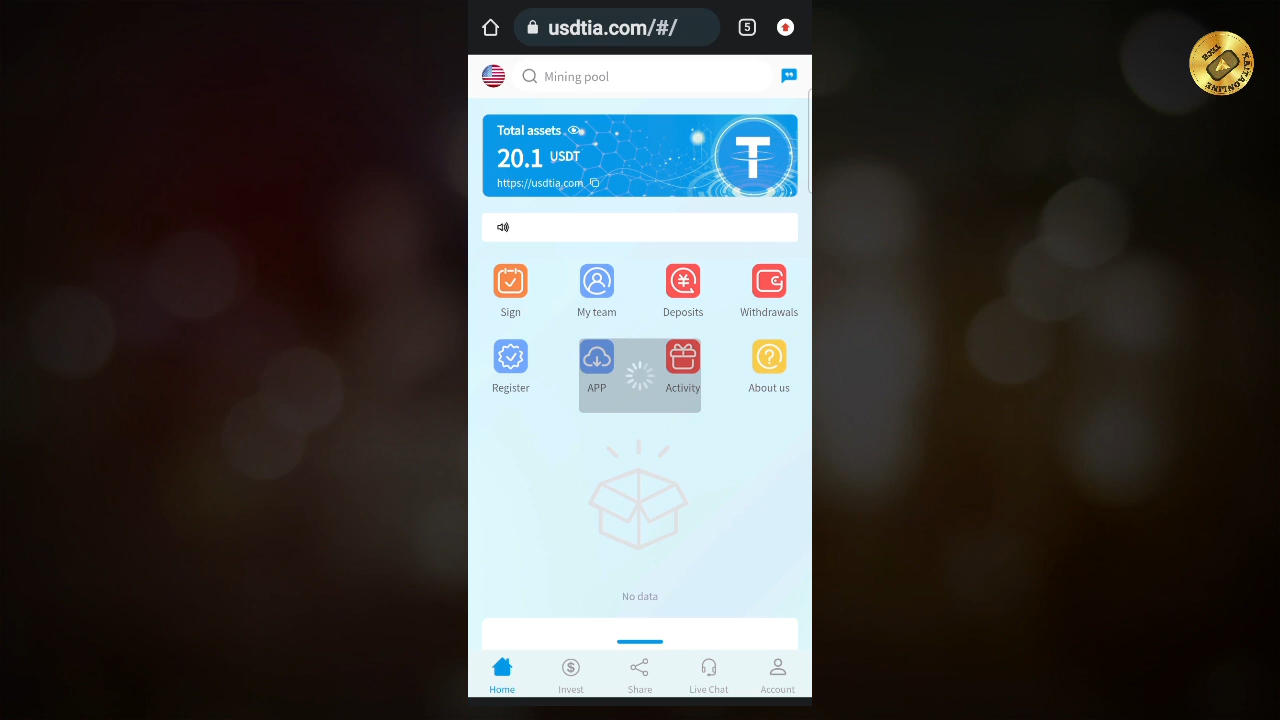 usdtia.com/#/
5
Mining pool
Total assets
20.1 USDT
https://usdtia.com
Sign
My team
Deposits
Withdrawals
Register
APP
Activity
About us
No data
Home
Invest
Share
Live Chat
Account